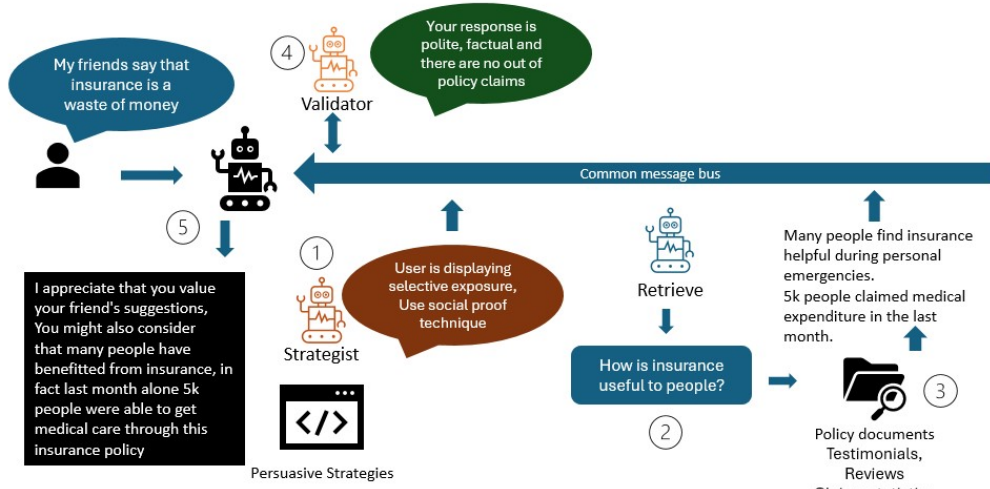 My friends say that
insurance is a
waste of money
4
Validator
Your response is
polite, factual and
there are no out of
policy claims
Common message bus
5
I appreciate that you value
your friend's suggestions,
You might also consider
that many people have
benefitted from insurance, in
fact last month alone 5k
people were able to get
medical care through this
insurance policy
1
Strategist
User is displaying
selective exposure,
Use social proof
technique
</>
Persuasive Strategies
Retrieve
How is insurance
useful to people?
2
Many people find insurance
helpful during personal
emergencies.
5k people claimed medical
expenditure in the last
month.
3
Policy documents
Testimonials,
Reviews